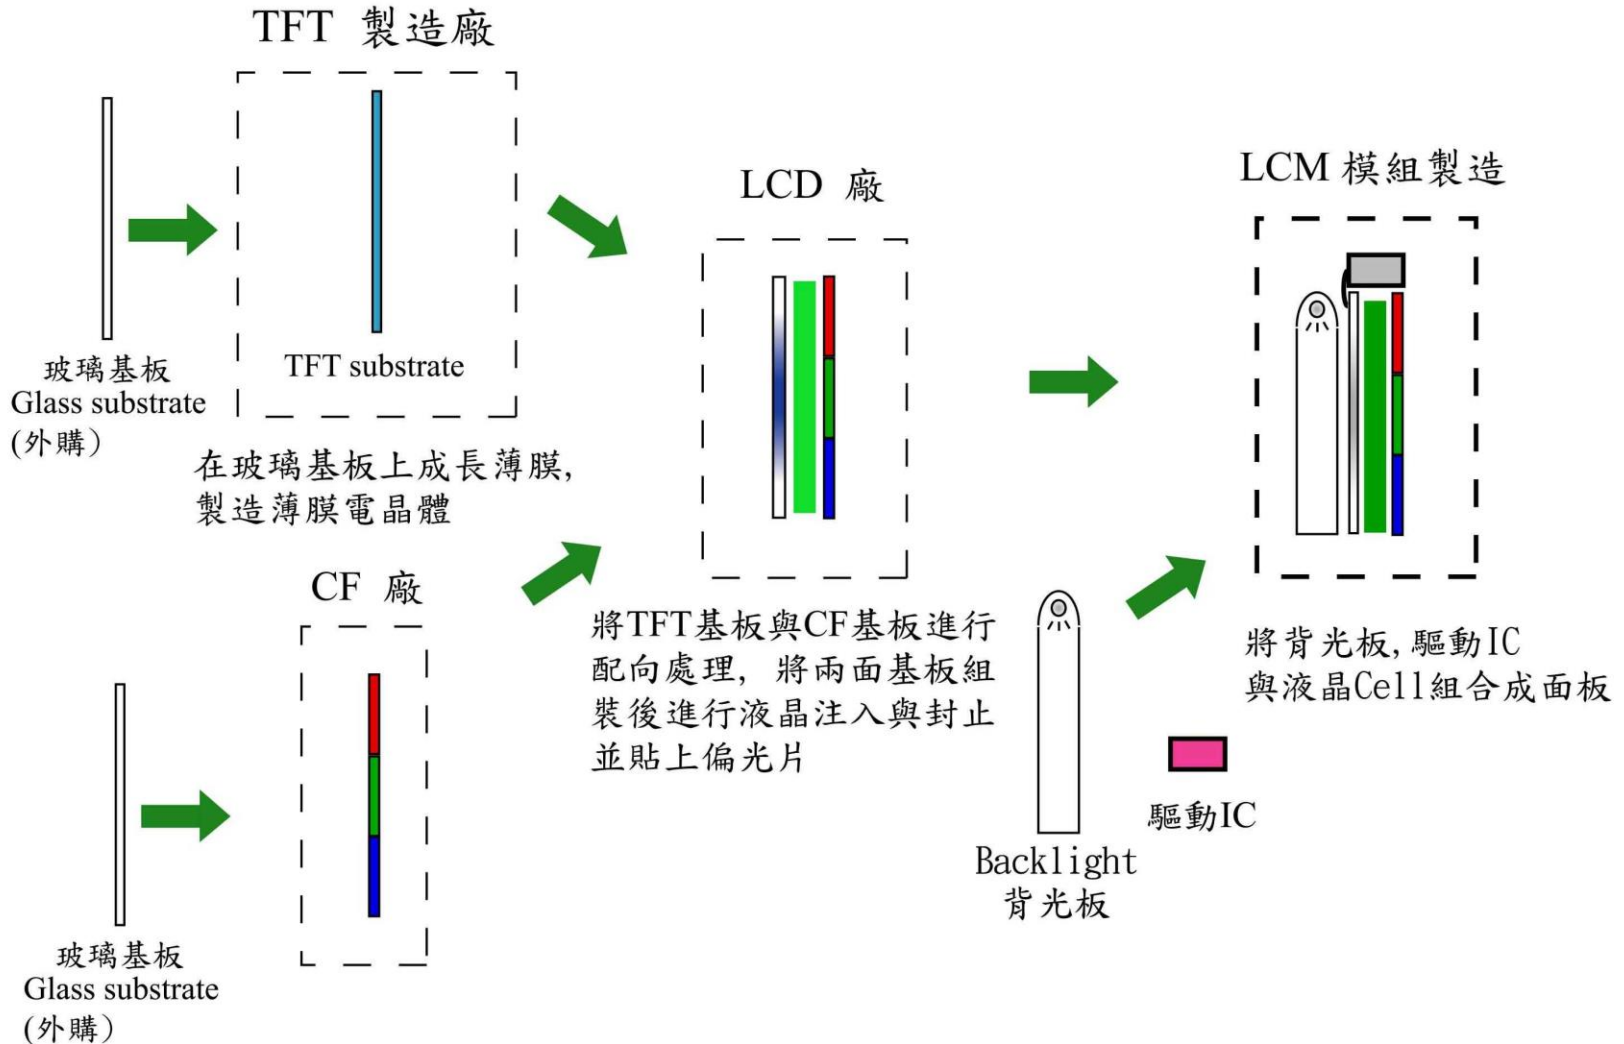 TFT 製造廠
玻璃基板
Glass substrate
(外購)
TFT substrate
在玻璃基板上成長薄膜,
製造薄膜電晶體
CF 廠
玻璃基板
Glass substrate
(外購)
LCD 廠
將TFT基板與CF基板進行
配向處理, 將兩面基板組
裝後進行液晶注入與封止
並貼上偏光片
Backlight
背光板
驅動IC
LCM 模組製造
將背光板, 驅動IC
與液晶Cell組合成面板